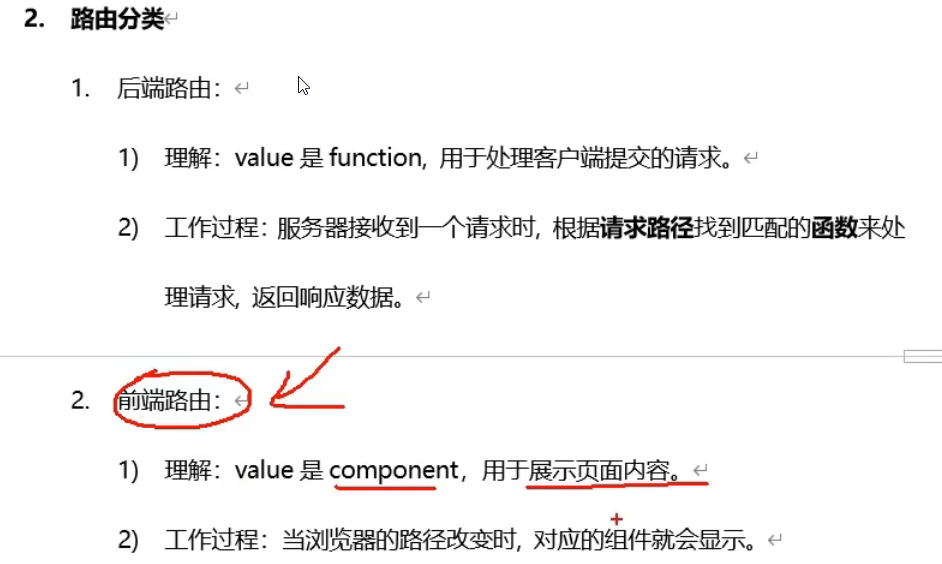 2. 路由分类
1. 后端路由：
1) 理解：value 是 function, 用于处理客户端提交的请求。
2) 工作过程：服务器接收到一个请求时, 根据请求路径找到匹配的函数来处
理请求, 返回响应数据。
2. 前端路由：
1) 理解：value 是 component，用于展示页面内容。
2) 工作过程：当浏览器的路径改变时, 对应的组件就会显示。